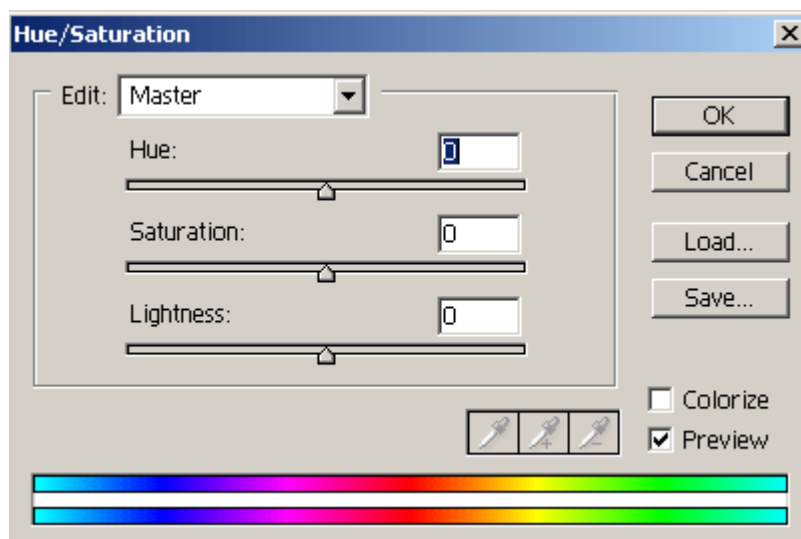 Hue/Saturation
Edit: Master
OK
Hue: 0
Cancel
Saturation: 0
Load...
Lightness: 0
Save...
Colorize
Preview